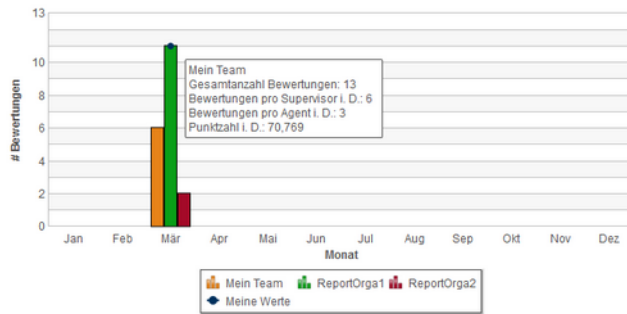 13
10
8
6
4
2
0
# Bewertungen
Mein Team
Gesamtanzahl Bewertungen: 13
Bewertungen pro Supervisor i. D.: 6
Bewertungen pro Agent i. D.: 3
Punktzahl i. D.: 70,769
Jan Feb Mär Apr Mai Jun Jul Aug Sep Okt Nov Dez
Monat
Mein Team ReportOrga1 ReportOrga2
Meine Werte